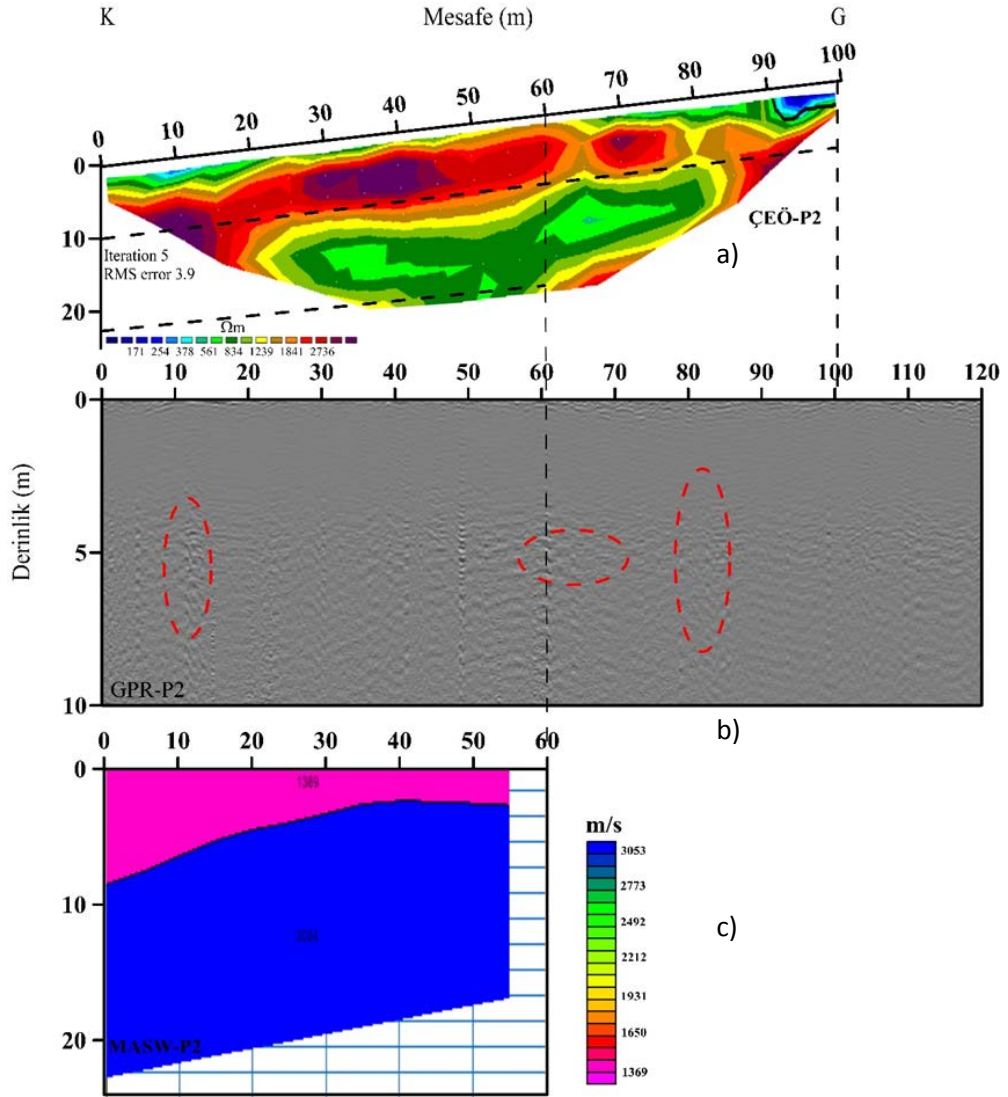 K Mesafe (m) G
0 10 20 30 40 50 60 70 80 90 100
0
10
20
Iteration 5
RMS error 3.9
ÇEÖ-P2
a)
Ωm
171 254 378 561 834 1239 1841 2736
0 10 20 30 40 50 60 70 80 90 100 110 120
0
5
10
Derinlik (m)
GPR-P2
b)
0 10 20 30 40 50 60
0
10
20
1369
MASW-P2
m/s
3053
2773
2492
2212
1931
1650
1369
c)